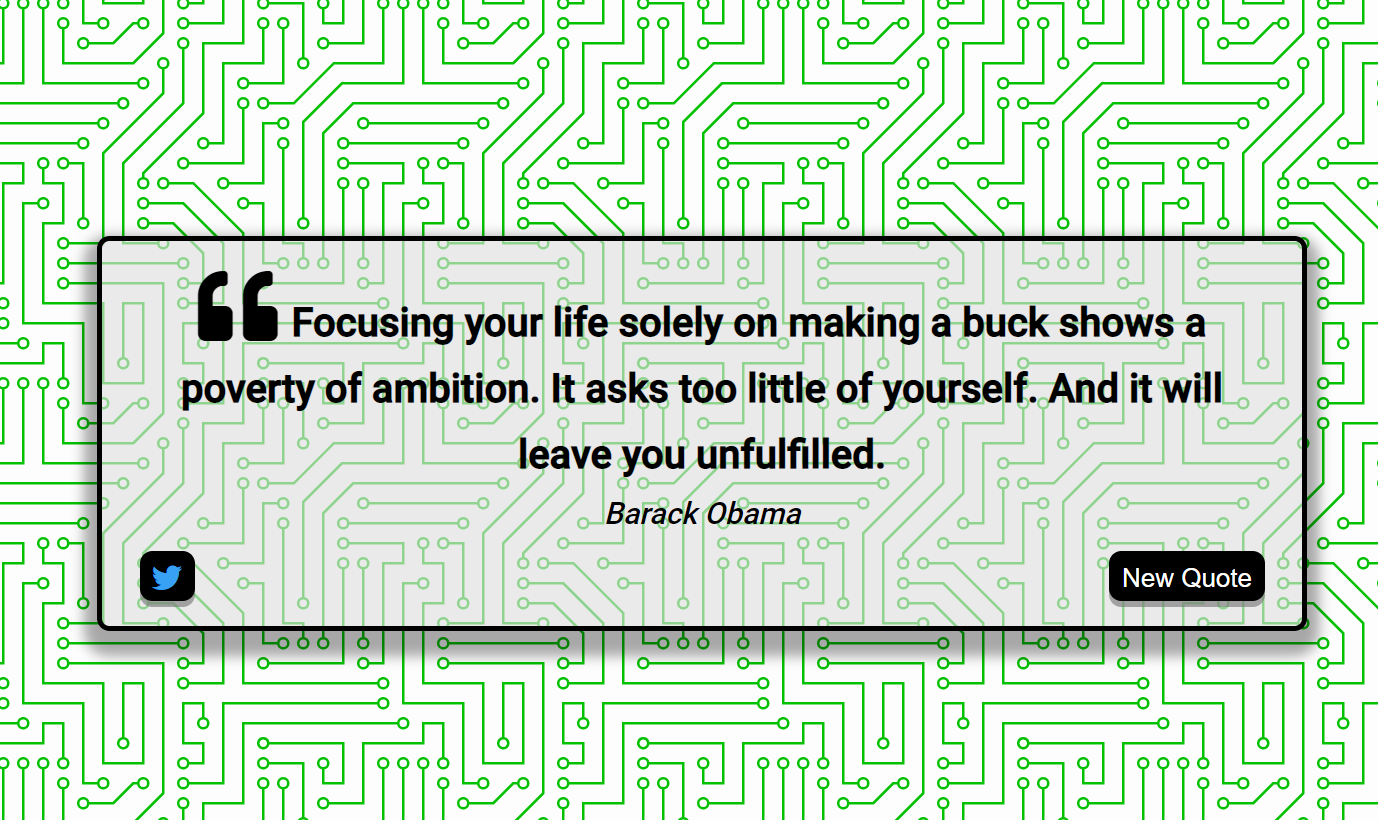 Focusing your life solely on making a buck shows a
poverty of ambition. It asks too little of yourself. And it will
leave you unfulfilled.
Barack Obama
New Quote